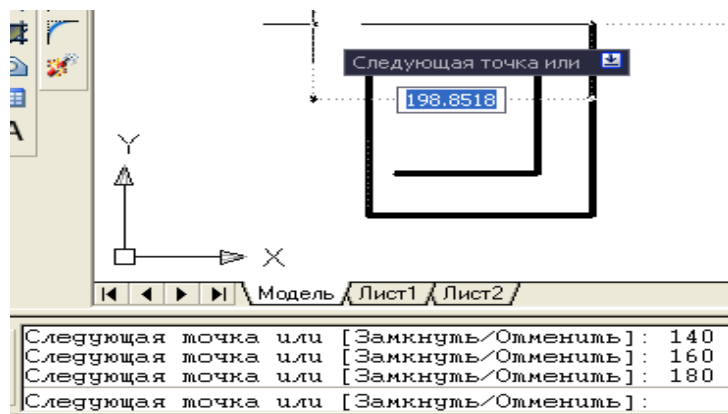 Следующая точка или
198.8518
A
Y
X
Модель Лист1 Лист2
Следующая точка или [Замкнуть/Отменить]: 140
Следующая точка или [Замкнуть/Отменить]: 160
Следующая точка или [Замкнуть/Отменить]: 180
Следующая точка или [Замкнуть/Отменить]: